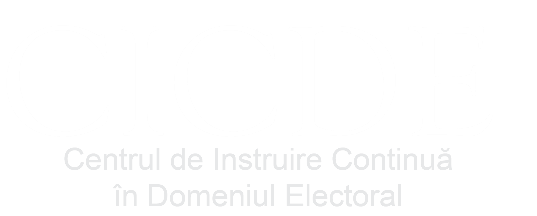 Centrul de Instruire Continuă
în Domeniul Electoral